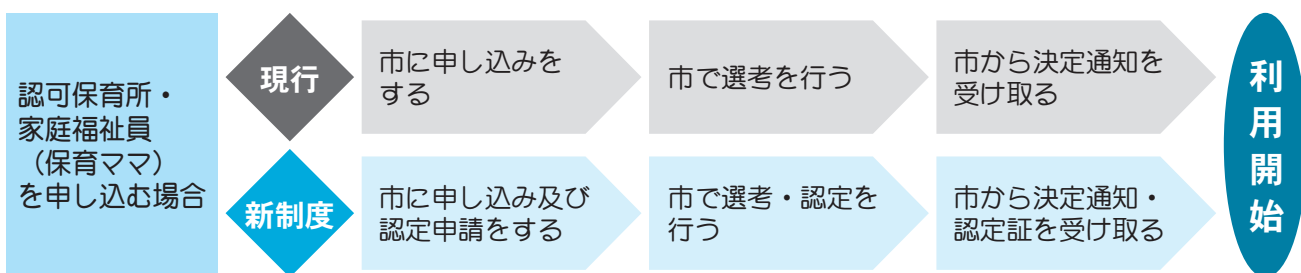 認可保育所・
家庭福祉員
（保育ママ）
を申し込む場合
現行
市に申し込みを
する
市で選考を行う
市から決定通知を
受け取る
新制度
市に申し込み及び
認定申請をする
市で選考・認定を
行う
市から決定通知・
認定証を受け取る
利用開始